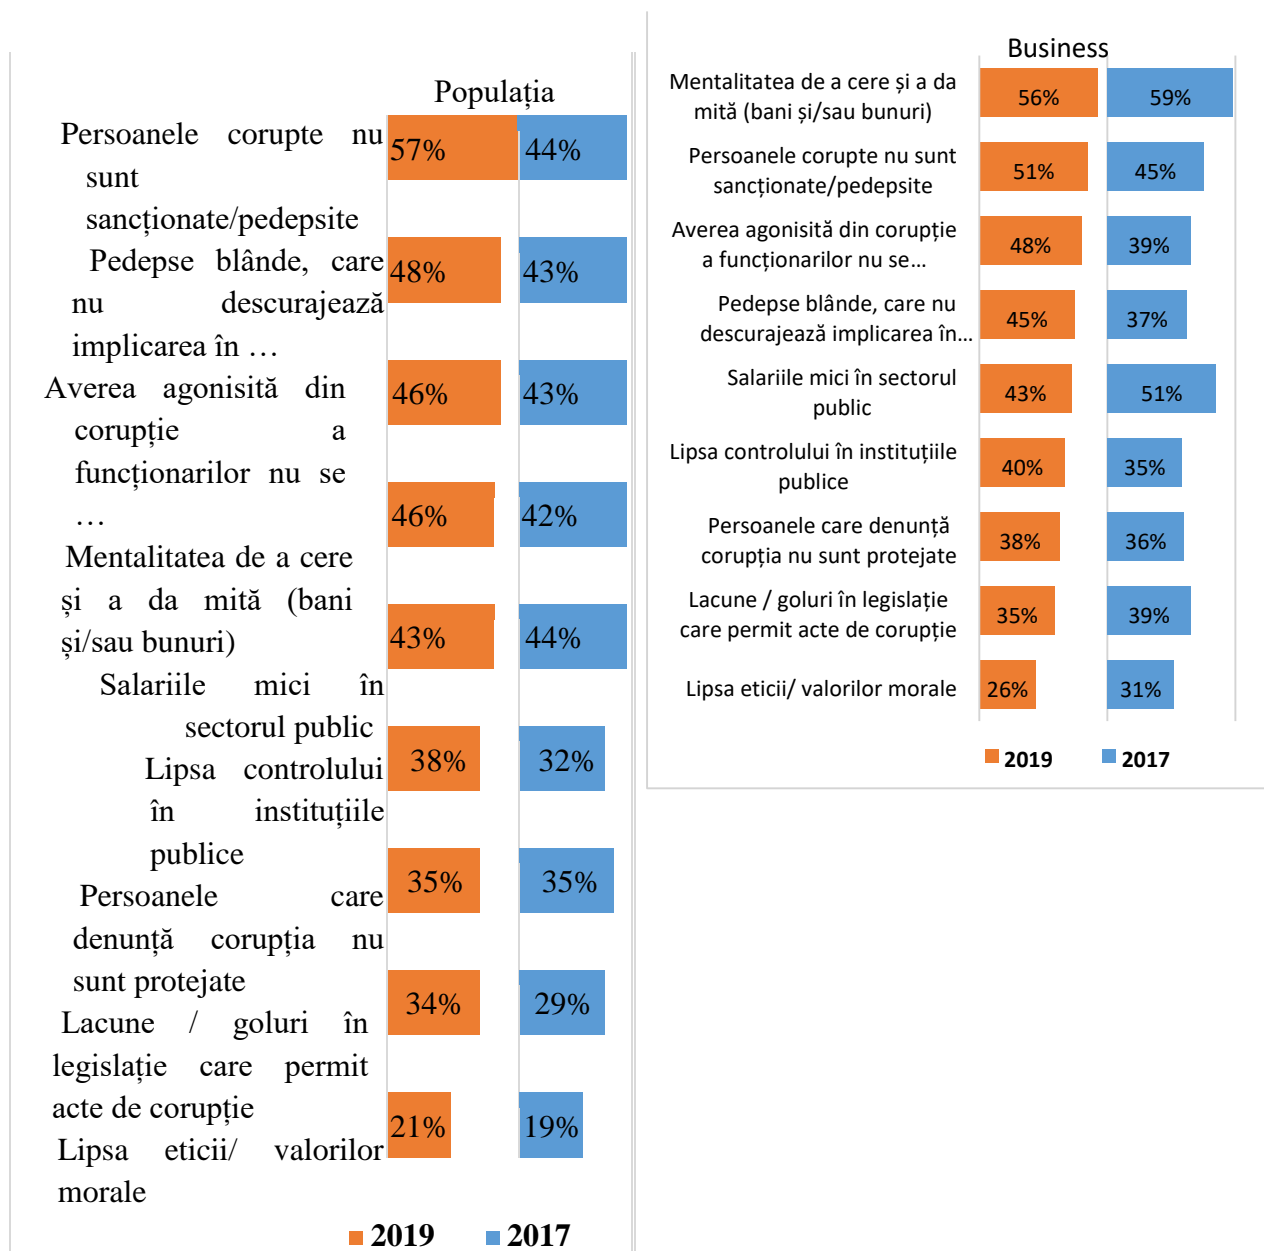 Populația
Persoanele corupte nu
sunt
sancționate/pedepsite
57% 44%
Pedepse blânde, care
nu descurajează
implicarea în …
48% 43%
Averea agonisită din
corupție a
funcționarilor nu se
…
46% 43%
Mentalitatea de a cere
și a da mită (bani
și/sau bunuri)
46% 42%
Salariile mici în
sectorul public
43% 44%
Lipsa controlului
în instituțiile
publice
38% 32%
Persoanele care
denunță corupția nu
sunt protejate
35% 35%
Lacune / goluri în
legislație care permit
acte de corupție
34% 29%
Lipsa eticii/ valorilor
morale
21% 19%
2019 2017
Business
Mentalitatea de a cere și a da
mită (bani și/sau bunuri)
56% 59%
Persoanele corupte nu sunt
sancționate/pedepsite
51% 45%
Averea agonisită din corupție
a funcționarilor nu se…
48% 39%
Pedepse blânde, care nu
descurajează implicarea în…
45% 37%
Salariile mici în sectorul
public
43% 51%
Lipsa controlului în instituțiile
publice
40% 35%
Persoanele care denunță
corupția nu sunt protejate
38% 36%
Lacune / goluri în legislație
care permit acte de corupție
35% 39%
Lipsa eticii/ valorilor morale
26% 31%
2019 2017